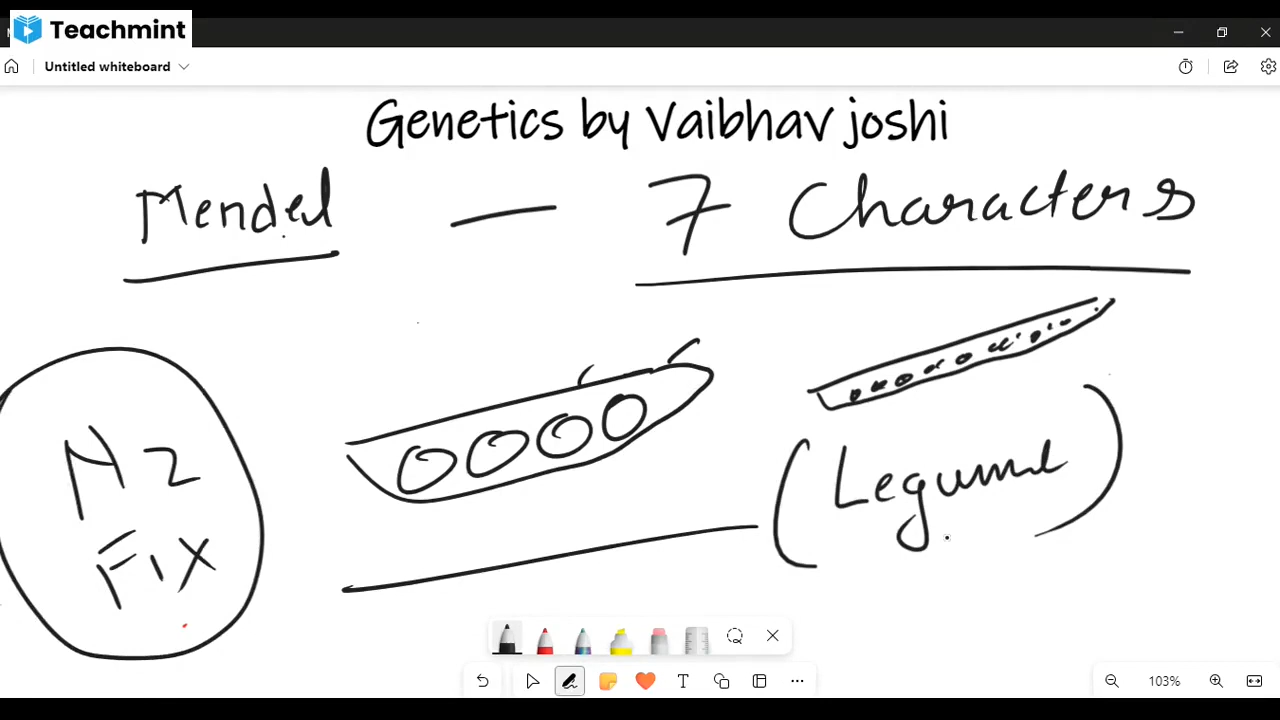 Teachmint
Untitled whiteboard
Genetics by Vaibhav joshi
Mendel — 7 Characters
N2
Fix
(Legume)
103%